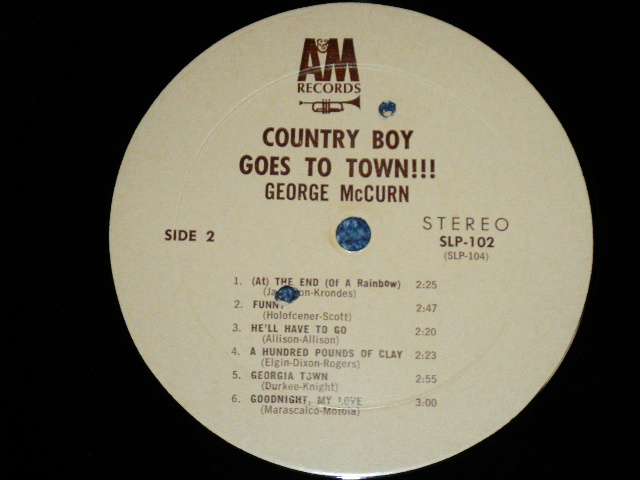 A&M
RECORDS
COUNTRY BOY
GOES TO TOWN!!!
GEORGE McCURN
STEREO
SIDE 2
SLP-102
(SLP-104)
1. (At) THE END (Of A Rainbow) 2:25
-Krondes)
2. FUNNY 2:47
(Holofcener-Scott)
3. HE'LL HAVE TO GO 2:20
(Allison-Allison)
4. A HUNDRED POUNDS OF CLAY 2:23
(Elgin-Dixon-Rogers)
5. GEORGIA TOWN 2:55
(Durkee-Knight)
6. GOODNIGHT, MY LOVE 3:00
(Marascalco-Motola)